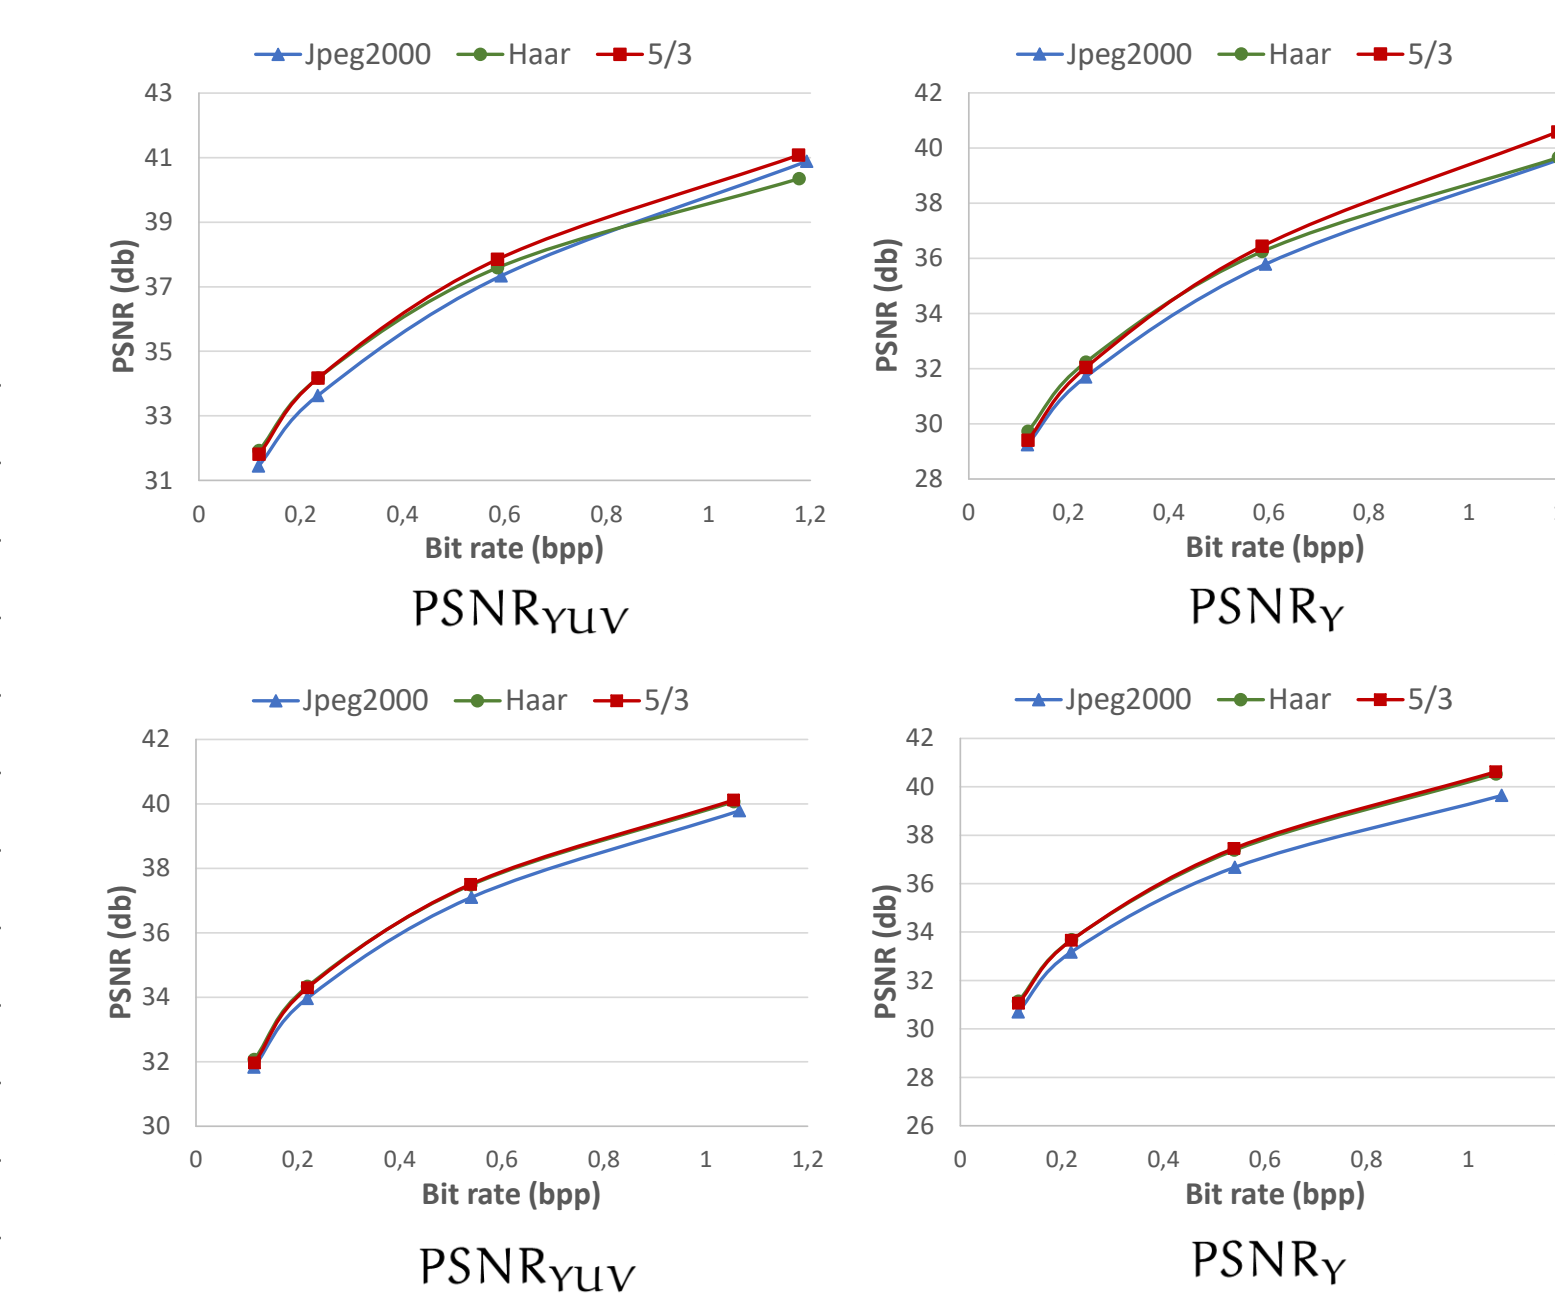 Jpeg2000 Haar 5/3
43
41
39
37
35
33
31
PSNR (db)
0 0,2 0,4 0,6 0,8 1 1,2
Bit rate (bpp)
PSNR_YUV
Jpeg2000 Haar 5/3
42
40
38
36
34
32
30
28
PSNR (db)
0 0,2 0,4 0,6 0,8 1
Bit rate (bpp)
PSNR_Y
Jpeg2000 Haar 5/3
42
40
38
36
34
32
30
PSNR (db)
0 0,2 0,4 0,6 0,8 1 1,2
Bit rate (bpp)
PSNR_YUV
Jpeg2000 Haar 5/3
42
40
38
36
34
32
30
28
26
PSNR (db)
0 0,2 0,4 0,6 0,8 1
Bit rate (bpp)
PSNR_Y